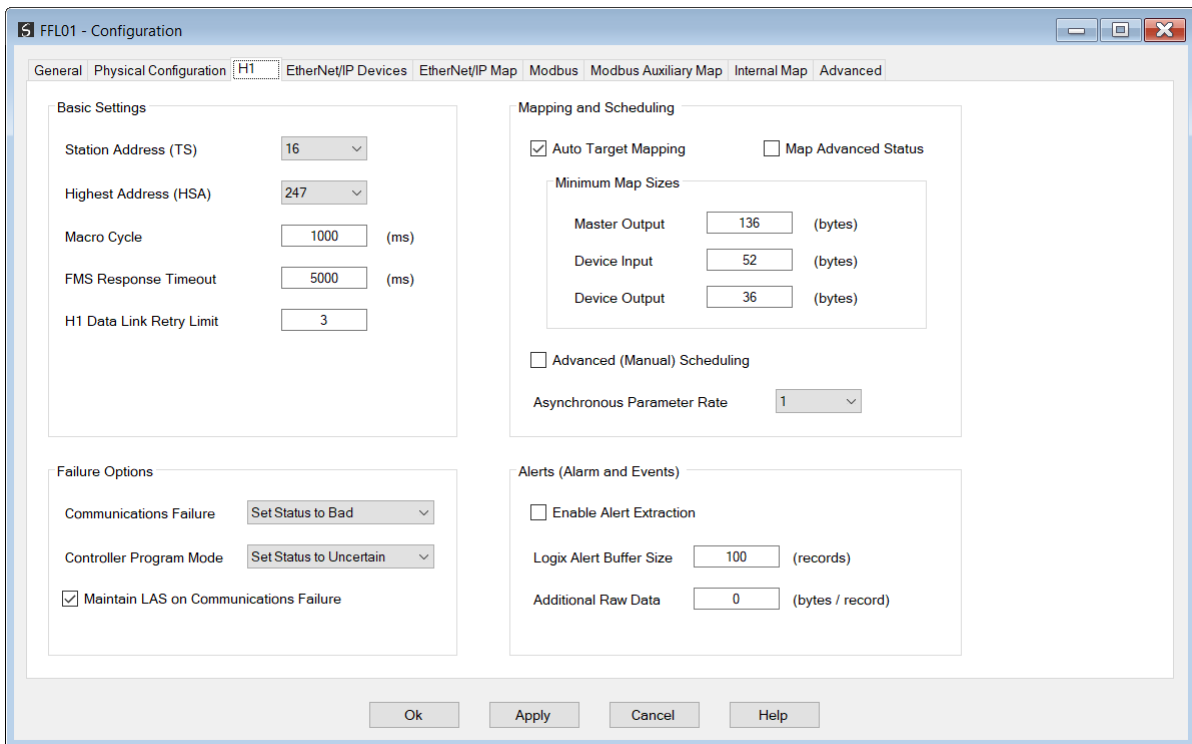 FFL01 - Configuration
General Physical Configuration H1 EtherNet/IP Devices EtherNet/IP Map Modbus Modbus Auxiliary Map Internal Map Advanced
Basic Settings
Station Address (TS) 16
Highest Address (HSA) 247
Macro Cycle 1000 (ms)
FMS Response Timeout 5000 (ms)
H1 Data Link Retry Limit 3
Mapping and Scheduling
Auto Target Mapping Map Advanced Status
Minimum Map Sizes
Master Output 136 (bytes)
Device Input 52 (bytes)
Device Output 36 (bytes)
Advanced (Manual) Scheduling
Asynchronous Parameter Rate 1
Failure Options
Communications Failure Set Status to Bad
Controller Program Mode Set Status to Uncertain
Maintain LAS on Communications Failure
Alerts (Alarm and Events)
Enable Alert Extraction
Logix Alert Buffer Size 100 (records)
Additional Raw Data 0 (bytes / record)
Ok Apply Cancel Help